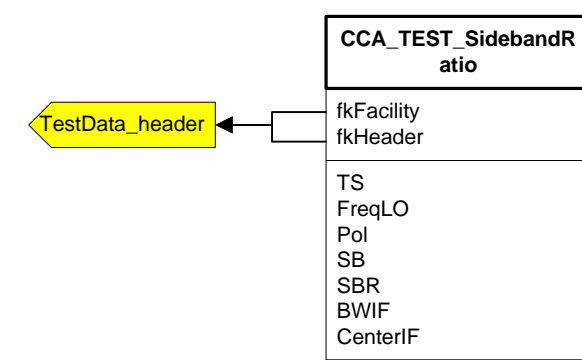 CCA_TEST_SidebandR
atio
TestData_header
fkFacility
fkHeader
TS
FreqLO
Pol
SB
SBR
BWIF
CenterIF